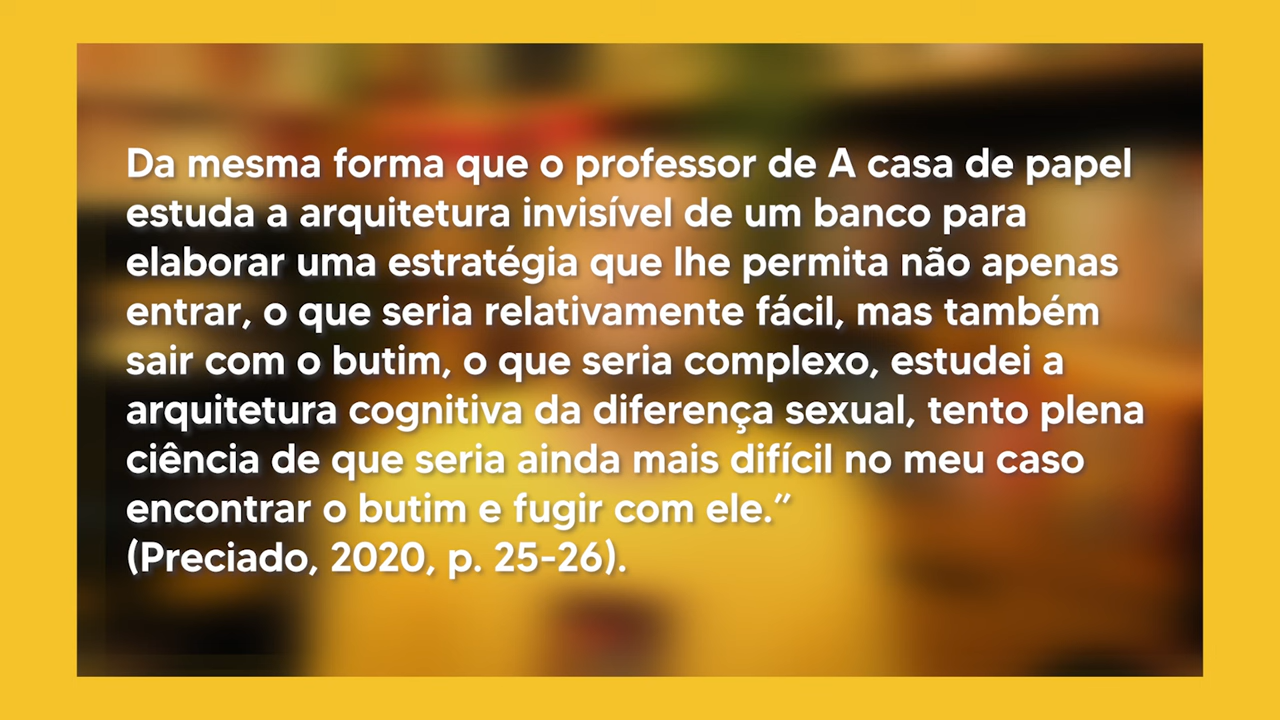 Da mesma forma que o professor de A casa de papel
estuda a arquitetura invisível de um banco para
elaborar uma estratégia que lhe permita não apenas
entrar, o que seria relativamente fácil, mas também
sair com o butim, o que seria complexo, estudei a
arquitetura cognitiva da diferença sexual, tento plena
ciência de que seria ainda mais difícil no meu caso
encontrar o butim e fugir com ele.”
(Preciado, 2020, p. 25-26).